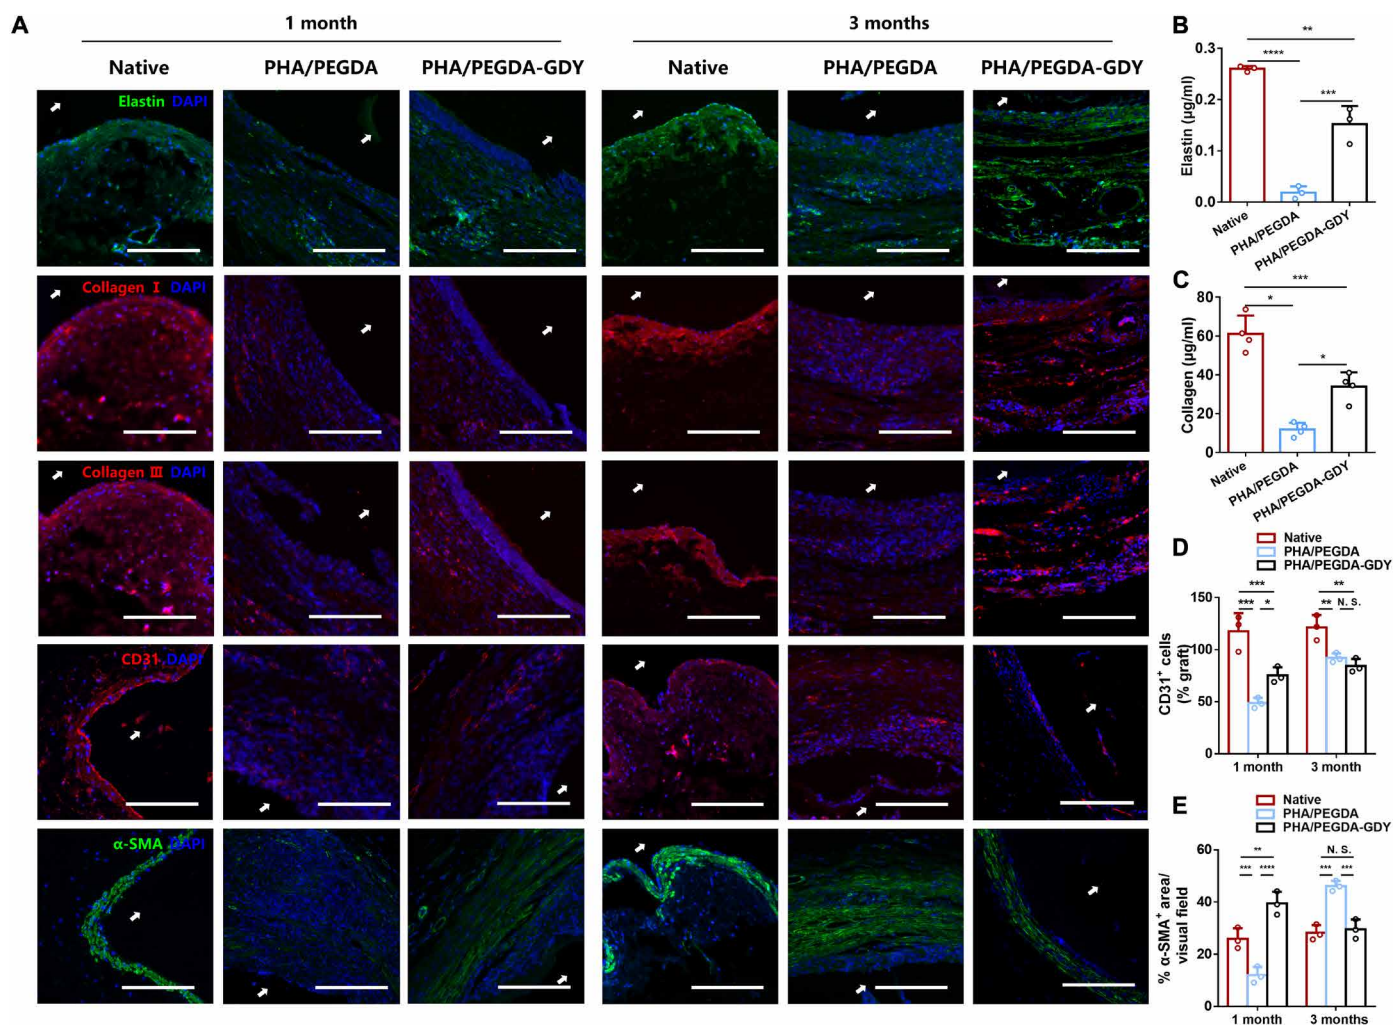 A
1 month
3 months
Native
PHA/PEGDA
PHA/PEGDA-GDY
Native
PHA/PEGDA
PHA/PEGDA-GDY
Elastin DAPI
Collagen I DAPI
Collagen III DAPI
CD31 DAPI
α-SMA DAPI
B
**
****
***
Elastin (μg/ml)
0.3
0.2
0.1
0.0
Native
PHA/PEGDA
PHA/PEGDA-GDY
C
***
*
*
Collagen (μg/ml)
80
60
40
20
0
Native
PHA/PEGDA
PHA/PEGDA-GDY
D
Native
PHA/PEGDA
PHA/PEGDA-GDY
*** **
*** * ** N. S.
CD31+ cells
(% graft)
150
100
50
0
1 month
3 month
E
Native
PHA/PEGDA
PHA/PEGDA-GDY
** N. S.
*** **** *** ***
% α-SMA+ area/
visual field
60
40
20
0
1 month
3 months